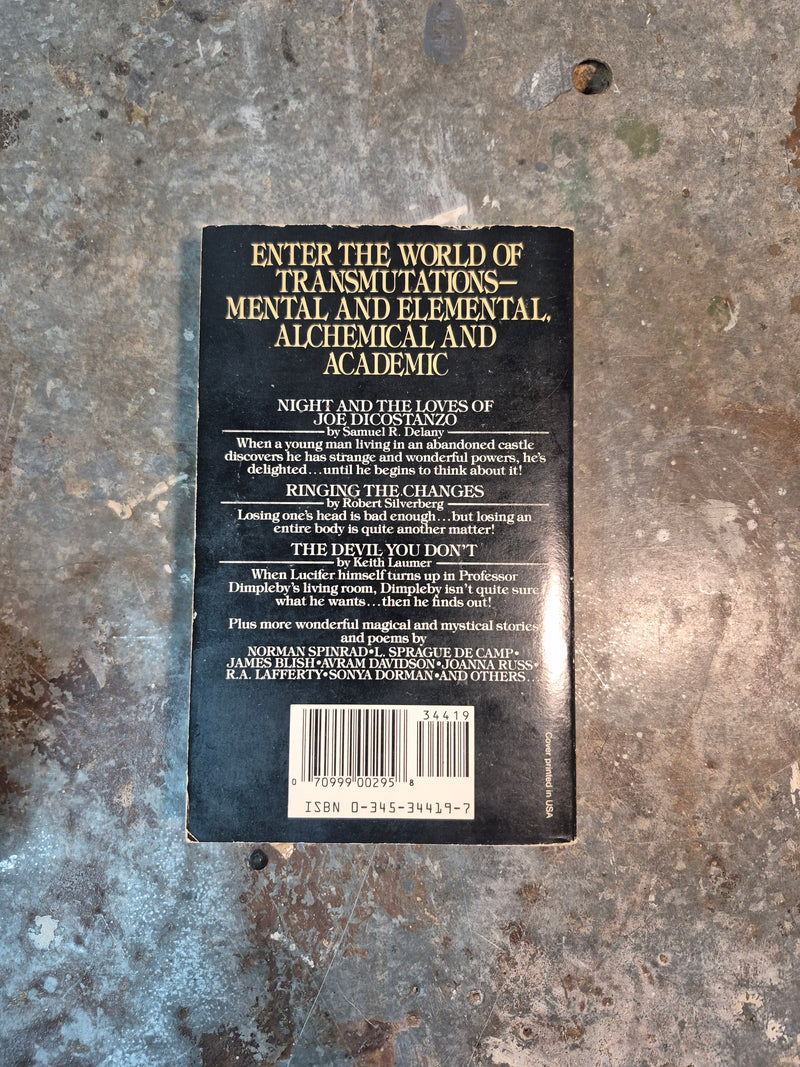 ENTER THE WORLD OF
TRANSMUTATIONS—
MENTAL AND ELEMENTAL,
ALCHEMICAL AND
ACADEMIC
NIGHT AND THE LOVES OF
JOE DICOSTANZO
by Samuel R. Delany
When a young man living in an abandoned castle
discovers he has strange and wonderful powers, he's
delighted...until he begins to think about it!
RINGING THE CHANGES
by Robert Silverberg
Losing one's head is bad enough...but losing an
entire body is quite another matter!
THE DEVIL YOU DON'T
by Keith Laumer
When Lucifer himself turns up in Professor
Dimpleby's living room, Dimpleby isn't quite sure
what he wants...then he finds out!
Plus more wonderful magical and mystical stories
and poems by
NORMAN SPINRAD•L. SPRAGUE DE CAMP•
JAMES BLISH•AVRAM DAVIDSON•JOANNA RUSS•
R.A. LAFFERTY•SONYA DORMAN•AND OTHERS...
34419
0 70999 00295 8
ISBN 0-345-34419-7
Cover printed in USA